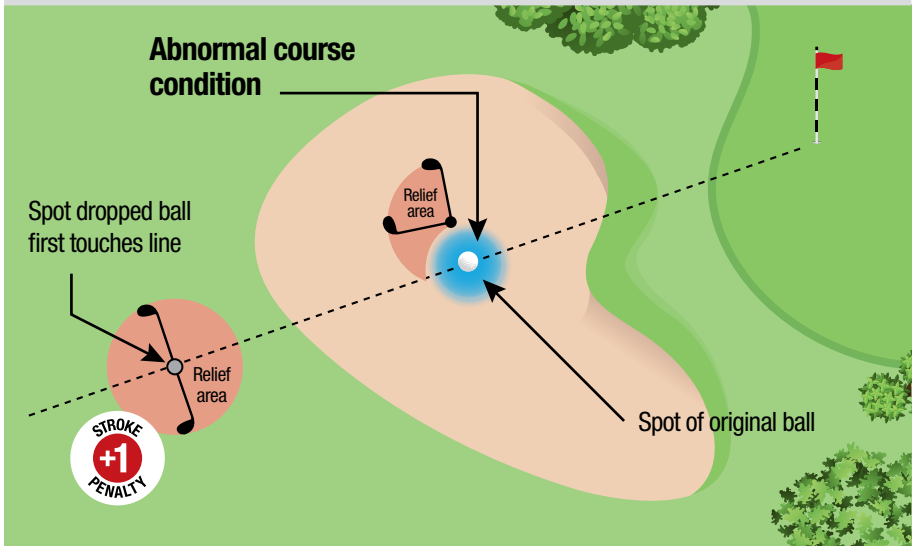 Abnormal course
condition
Relief
area
Spot dropped ball
first touches line
Relief
area
Spot of original ball
STROKE
+1
PENALTY